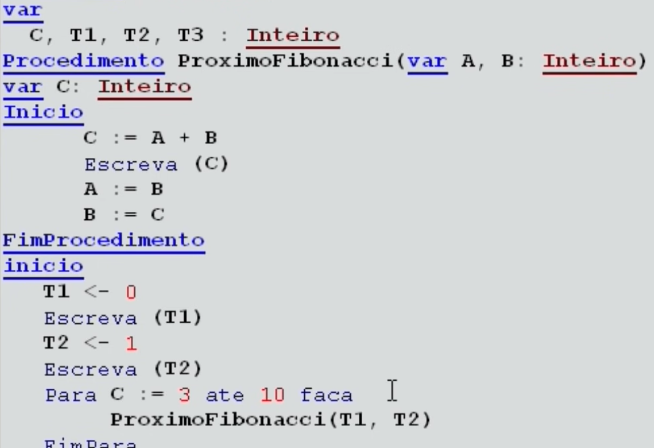 var
C, T1, T2, T3 : Inteiro
Procedimento ProximoFibonacci(var A, B: Inteiro)
var C: Inteiro
Inicio
C := A + B
Escreva (C)
A := B
B := C
FimProcedimento
inicio
T1 <- 0
Escreva (T1)
T2 <- 1
Escreva (T2)
Para C := 3 ate 10 faca
ProximoFibonacci(T1, T2)
FimPara